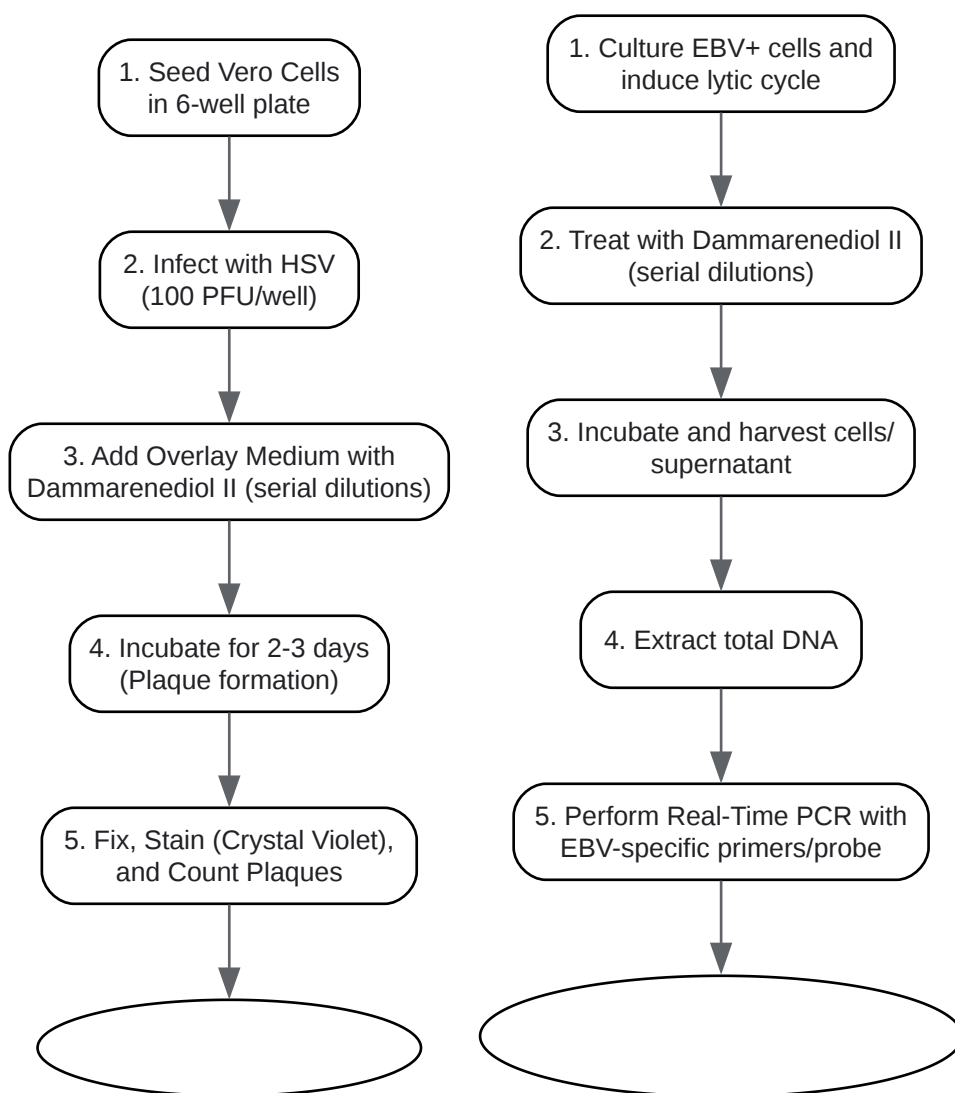 1. Seed Vero Cells
in 6-well plate
2. Infect with HSV
(100 PFU/well)
3. Add Overlay Medium with
Dammarenediol II (serial dilutions)
4. Incubate for 2-3 days
(Plaque formation)
5. Fix, Stain (Crystal Violet),
and Count Plaques
1. Culture EBV+ cells and
induce lytic cycle
2. Treat with Dammarenediol II
(serial dilutions)
3. Incubate and harvest cells/
supernatant
4. Extract total DNA
5. Perform Real-Time PCR with
EBV-specific primers/probe